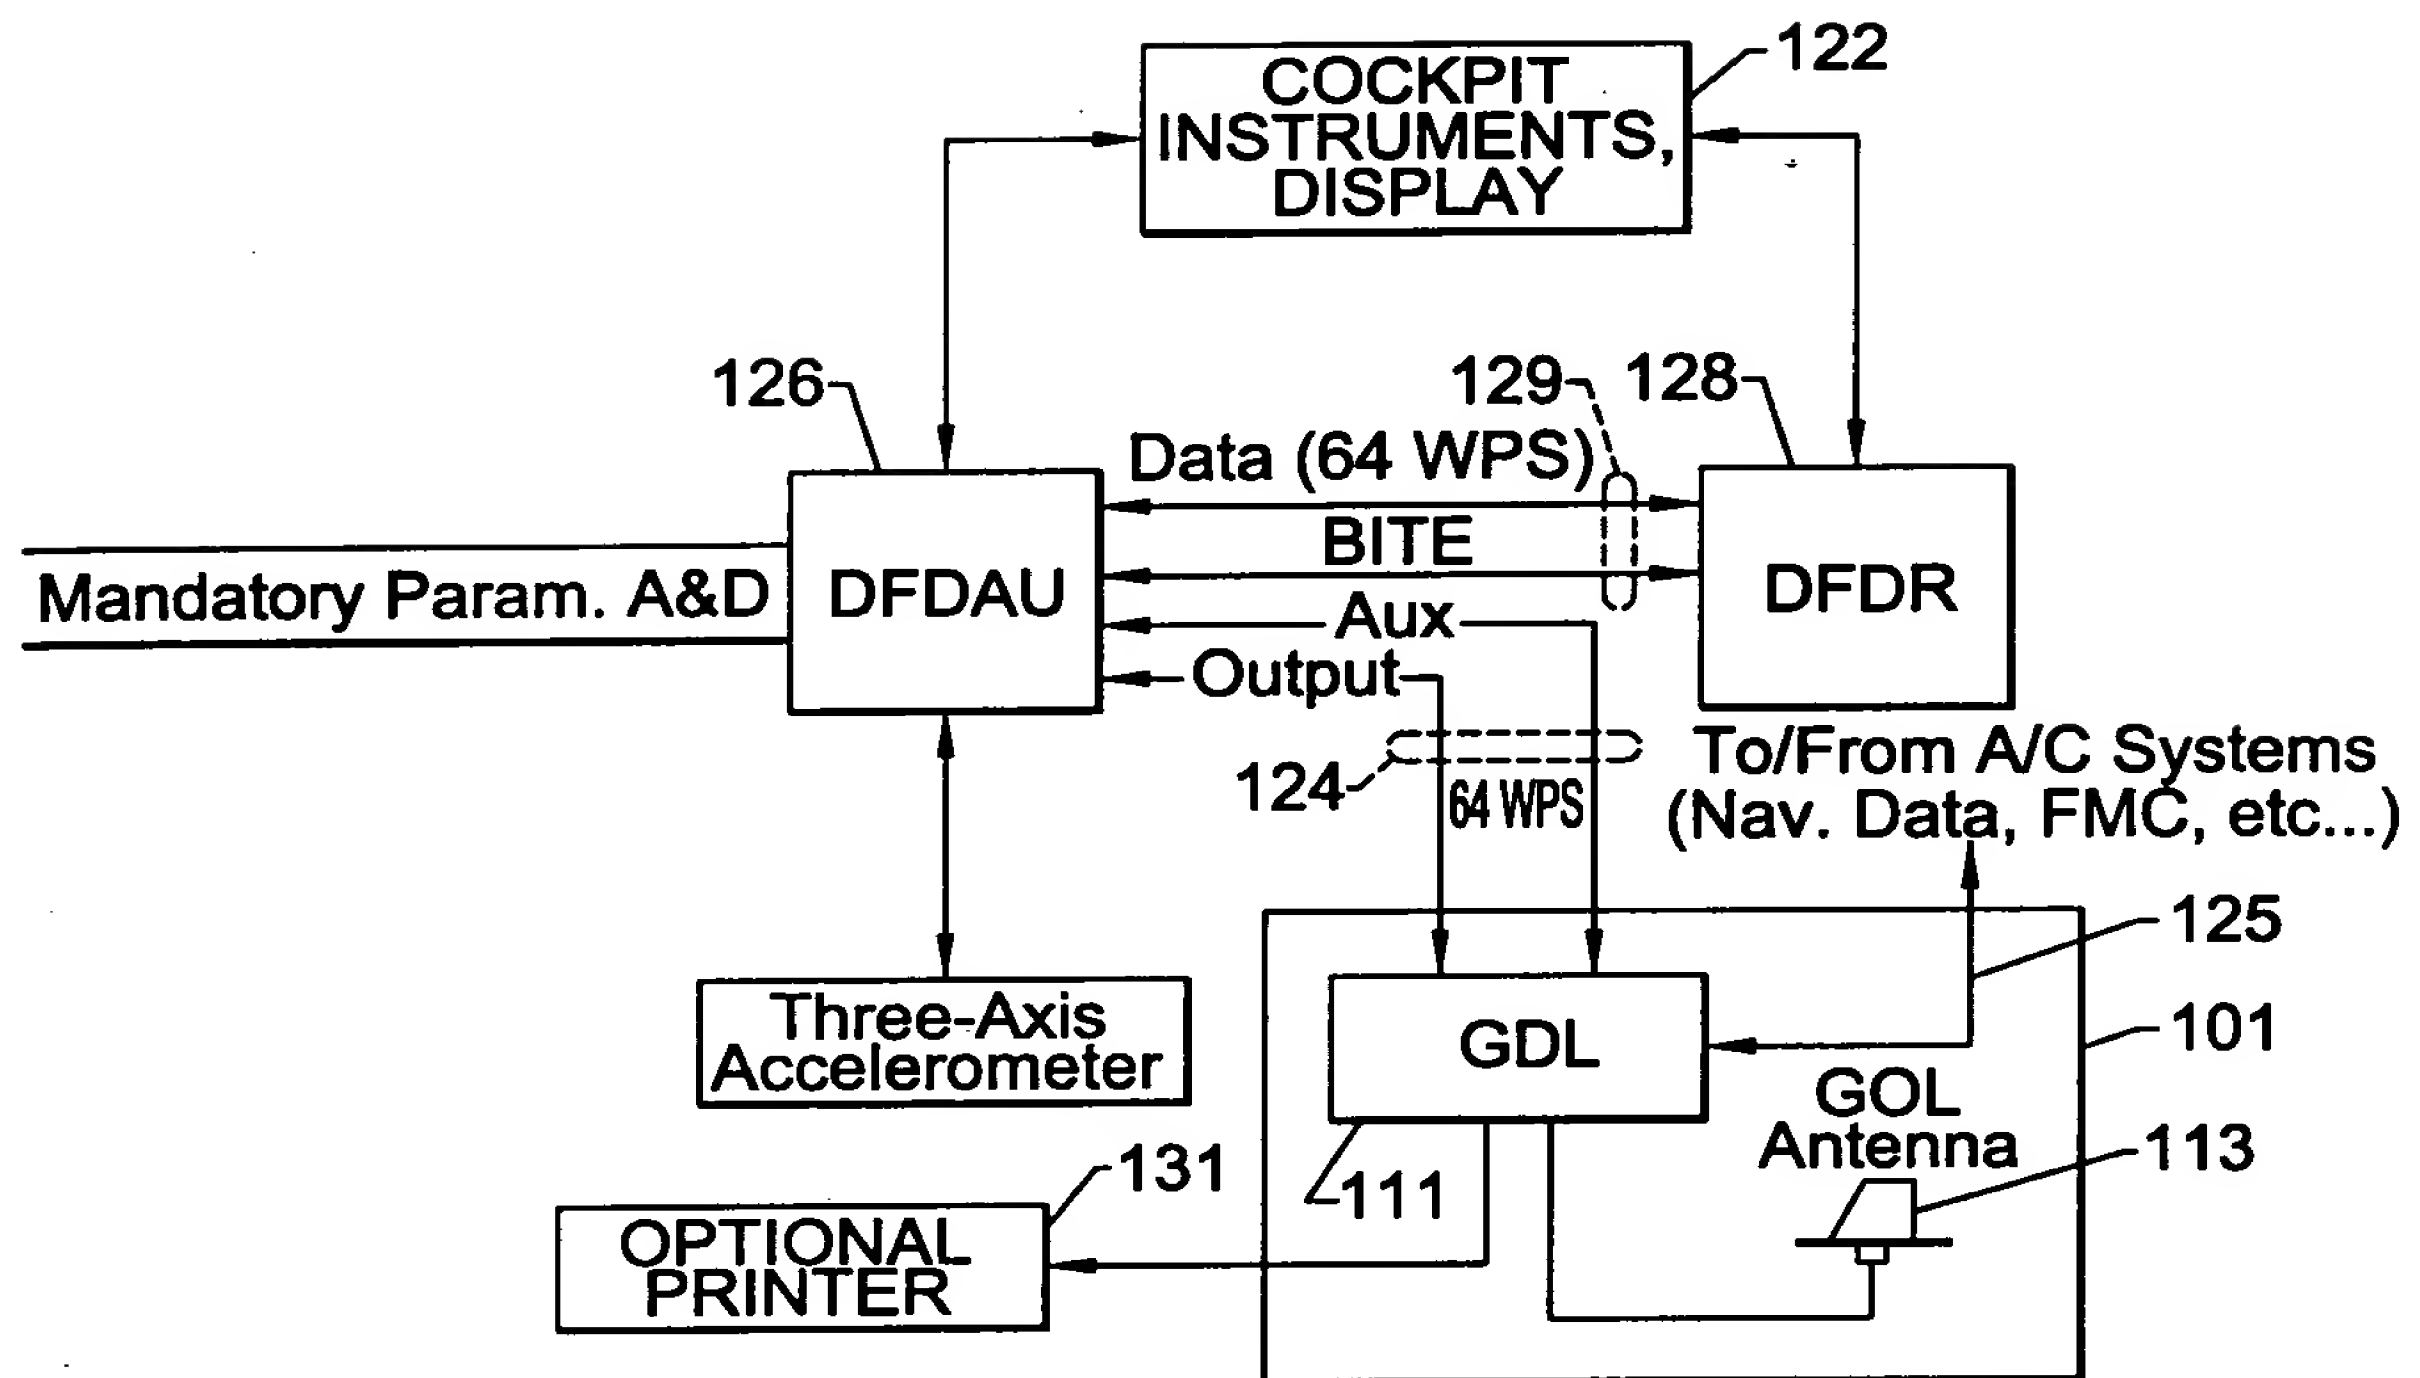 122
COCKPIT
INSTRUMENTS,
DISPLAY
126
129
128
Data (64 WPS)
BITE
Mandatory Param. A&D
DFDAU
DFDR
Aux
Output
124
64 WPS
To/From A/C Systems
(Nav. Data, FMC, etc...)
125
101
Three-Axis
Accelerometer
GDL
GOL
Antenna
113
131
111
OPTIONAL
PRINTER